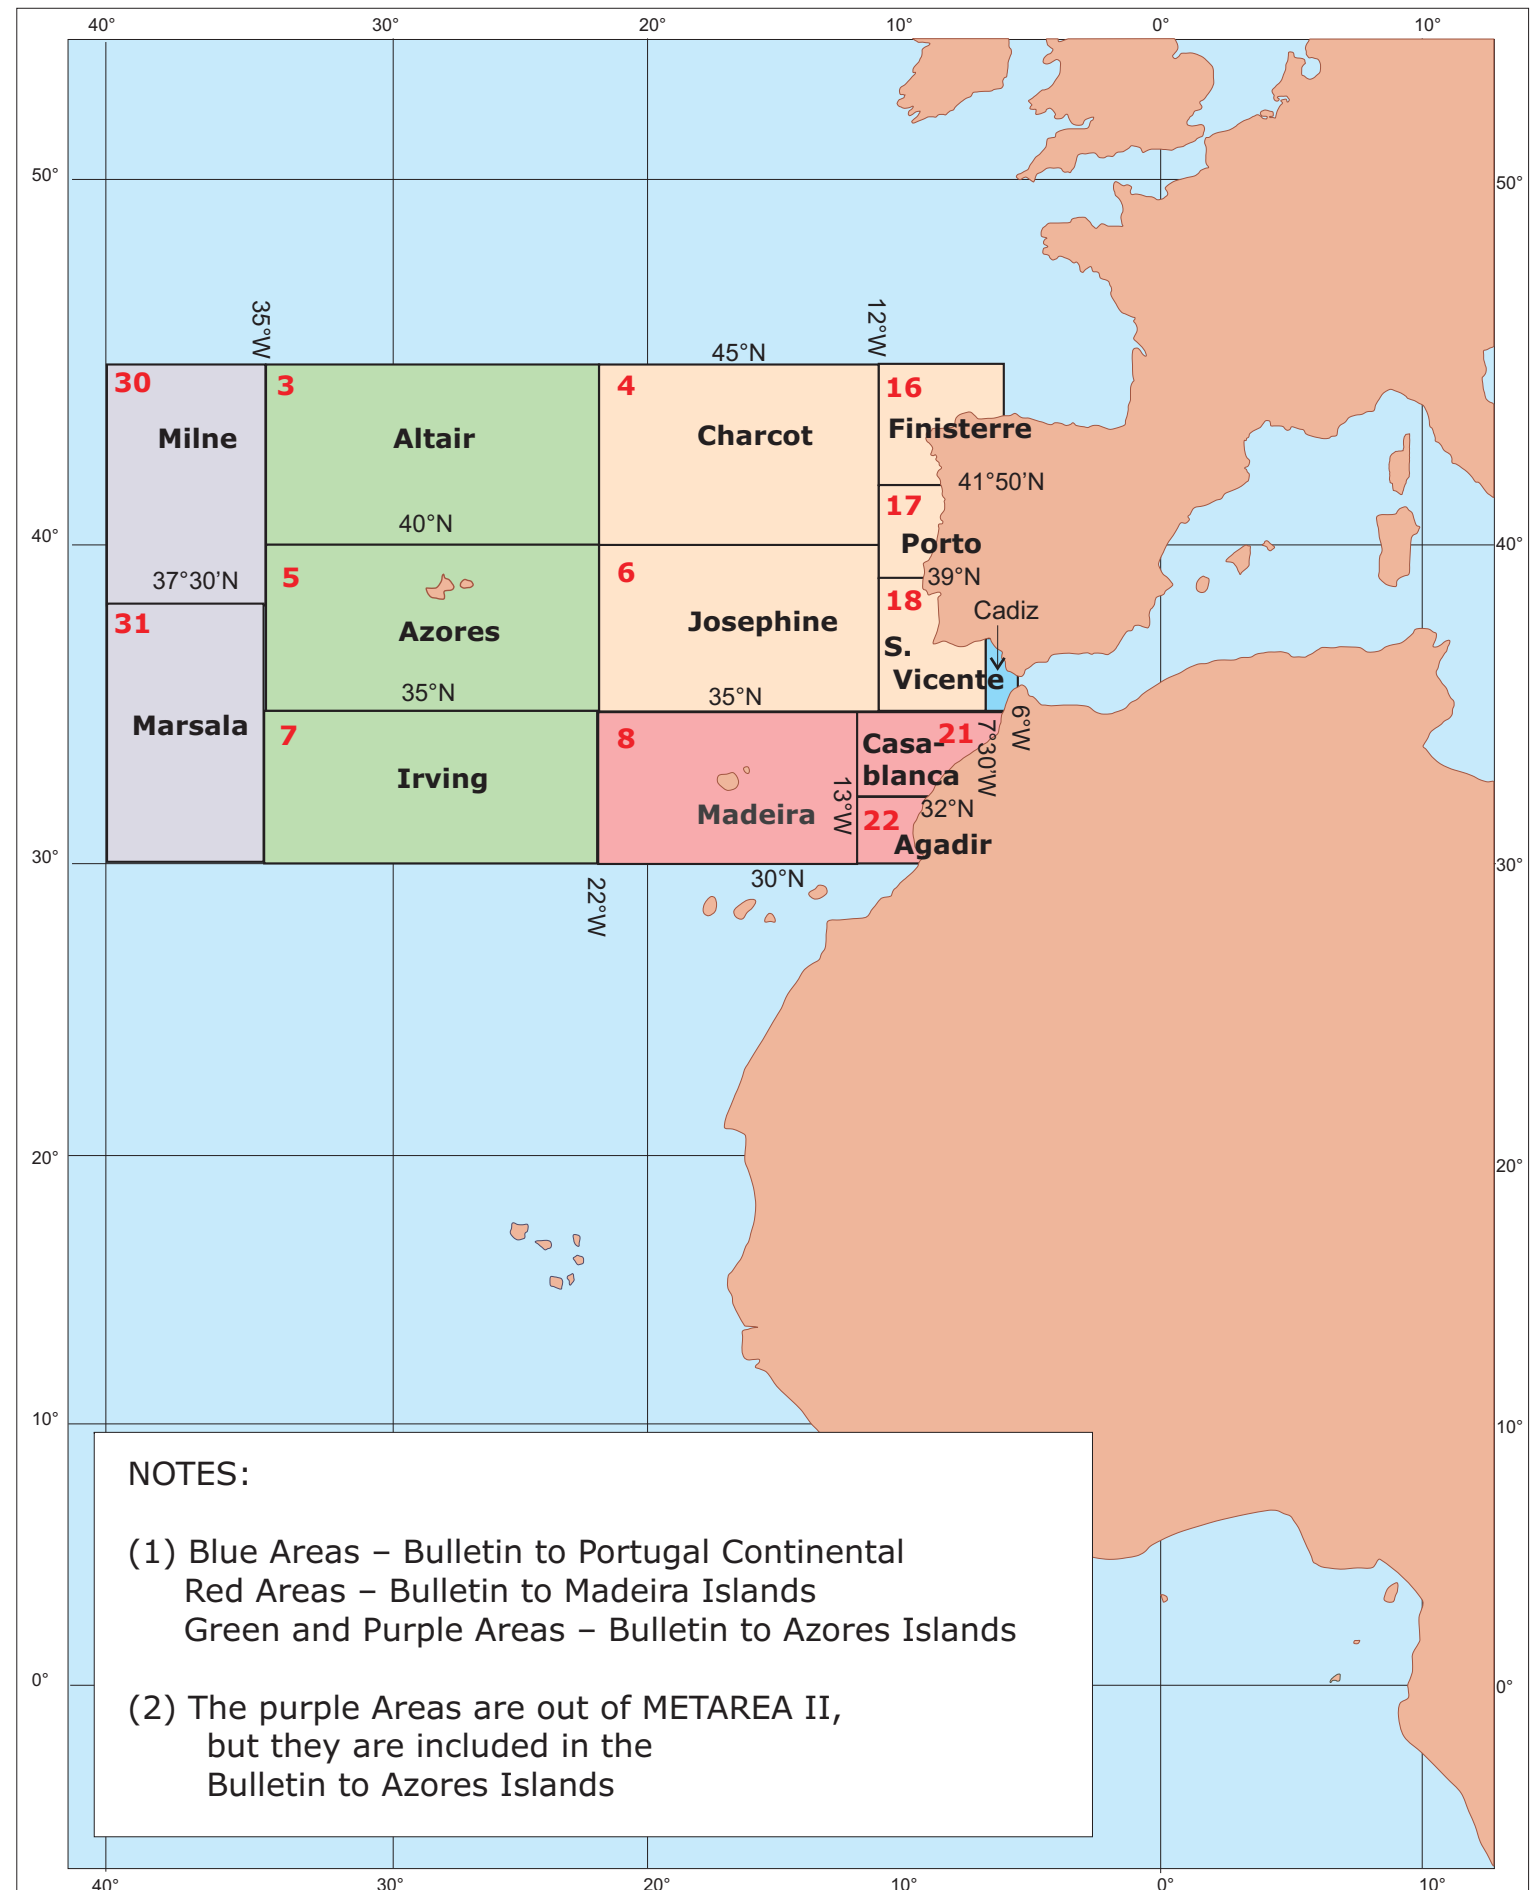 40°
30°
20°
10°
0°
10°
50°
50°
35°W
12°W
45°N
30
3
4
16
Milne
Altair
Charcot
Finisterre
41°50’N
17
40°N
40°
Porto
40°
37°30’N
5
6
39°N
18
Cadiz
31
Azores
Josephine
S.
Vicente
35°N
35°N
Marsala
7
8
21
6°W
7°30’W
Casa-
blanca
Irving
13°W
Madeira
32°N
22
Agadir
30°
30°
30°N
22°W
20°
20°
10°
10°
NOTES:
(1) Blue Areas – Bulletin to Portugal Continental
Red Areas – Bulletin to Madeira Islands
Green and Purple Areas – Bulletin to Azores Islands
0°
0°
(2) The purple Areas are out of METAREA II,
but they are included in the
Bulletin to Azores Islands
40°
30°
20°
10°
0°
10°